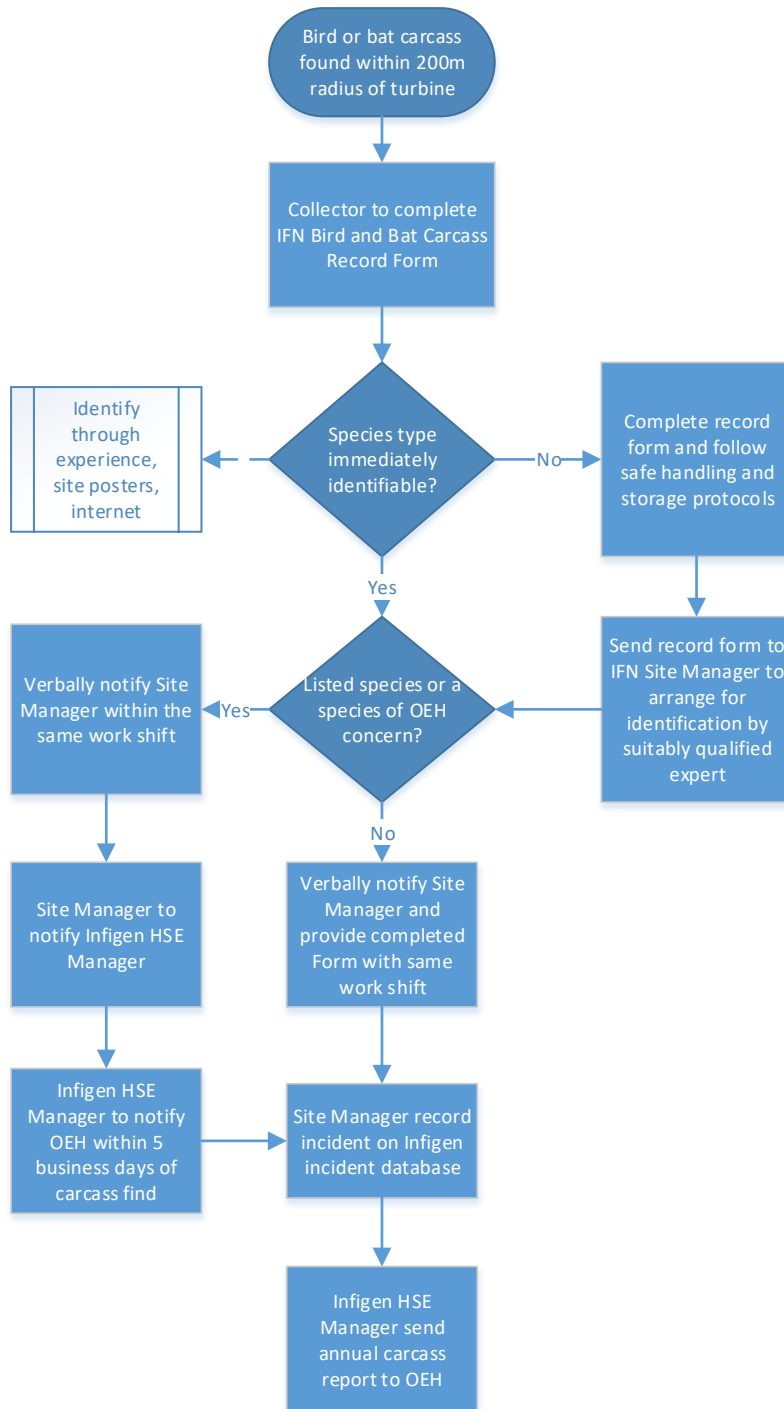 Bird or bat carcass
found within 200m
radius of turbine
Collector to complete
IFN Bird and Bat Carcass
Record Form
Species type
immediately
identifiable?
Identify
through
experience,
site posters,
internet
No
Complete record
form and follow
safe handling and
storage protocols
Yes
Send record form to
IFN Site Manager to
arrange for
identification by
suitably qualified
expert
Listed species or a
species of OEH
concern?
Yes
Verbally notify Site
Manager within the
same work shift
No
Site Manager to
notify Infigen HSE
Manager
Verbally notify Site
Manager and
provide completed
Form with same
work shift
Infigen HSE
Manager to notify
OEH within 5
business days of
carcass find
Site Manager record
incident on Infigen
incident database
Infigen HSE
Manager send
annual carcass
report to OEH